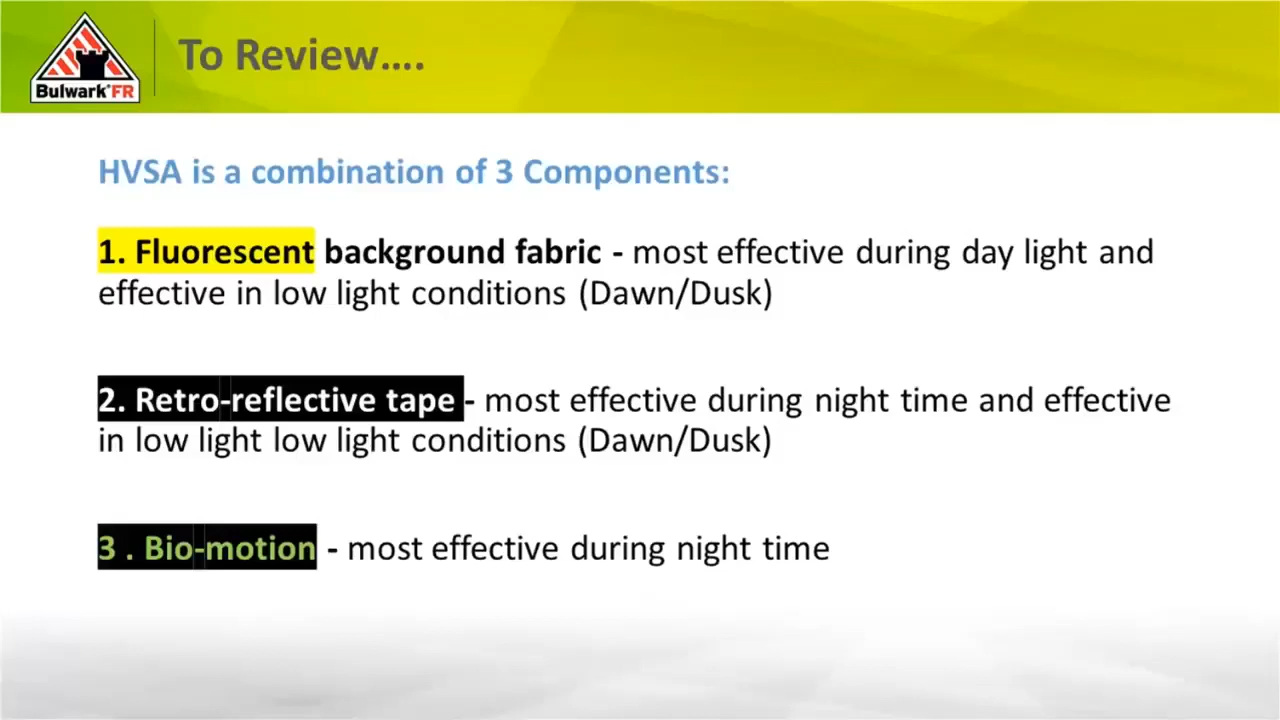 Bulwark®FR
To Review....
HVSA is a combination of 3 Components:
1. Fluorescent background fabric - most effective during day light and
effective in low light conditions (Dawn/Dusk)
2. Retro-reflective tape - most effective during night time and effective
in low light low light conditions (Dawn/Dusk)
3 . Bio-motion - most effective during night time